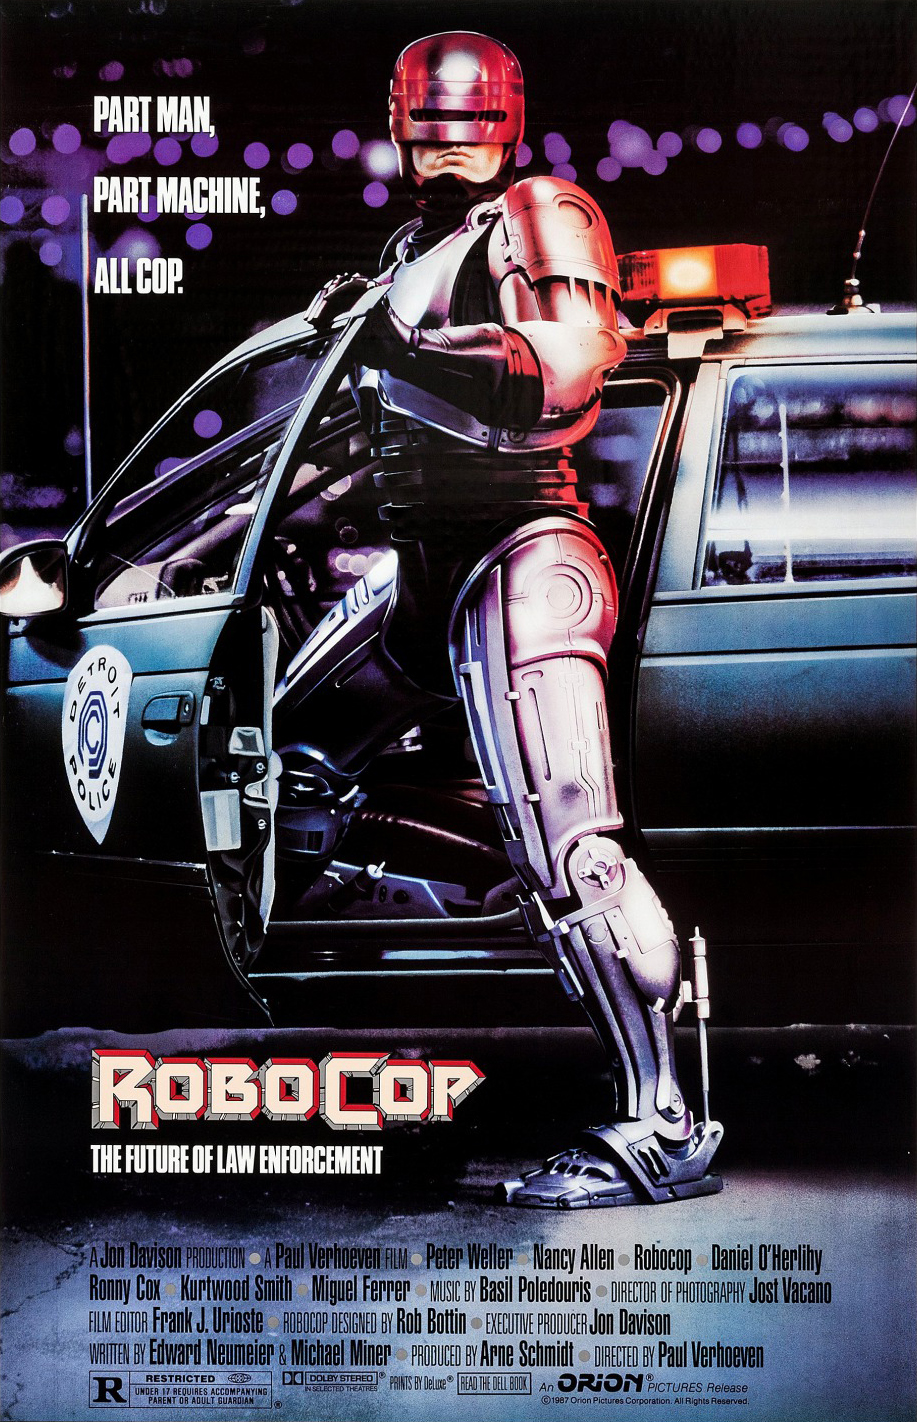 PART MAN,
PART MACHINE,
ALL COP.
DETROIT
POLICE
ROBOCOP
THE FUTURE OF LAW ENFORCEMENT
A Jon Davison PRODUCTION • A Paul Verhoeven FILM • Peter Weller • Nancy Allen • Robocop • Daniel O'Herlihy
Ronny Cox • Kurtwood Smith • Miguel Ferrer • MUSIC BY Basil Poledouris • DIRECTOR OF PHOTOGRAPHY Jost Vacano
FILM EDITOR Frank J. Urioste • ROBOCOP DESIGNED BY Rob Bottin • EXECUTIVE PRODUCER Jon Davison
WRITTEN BY Edward Neumeier & Michael Miner • PRODUCED BY Arne Schmidt • DIRECTED BY Paul Verhoeven
R RESTRICTED
UNDER 17 REQUIRES ACCOMPANYING
PARENT OR ADULT GUARDIAN ®
DOLBY STEREO ®
IN SELECTED THEATRES
PRINTS BY DeLuxe®
READ THE DELL BOOK
An ORION® PICTURES Release
©1987 Orion Pictures Corporation. All Rights Reserved.